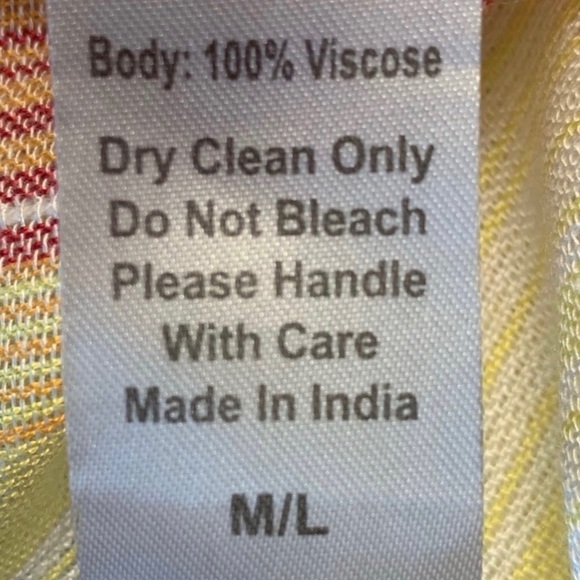 Body: 100% Viscose
Dry Clean Only
Do Not Bleach
Please Handle
With Care
Made In India
M/L